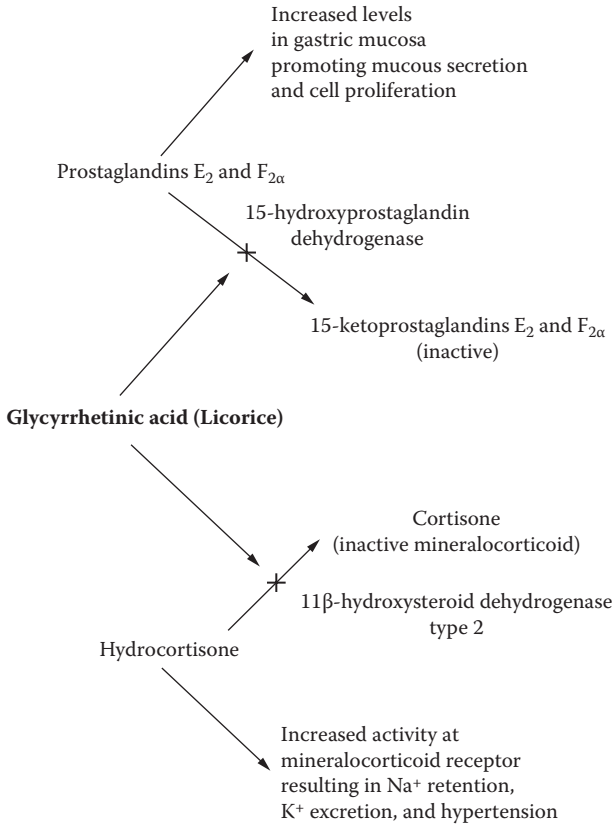 Increased levels
in gastric mucosa
promoting mucous secretion
and cell proliferation
Prostaglandins E₂ and F₂α
15-hydroxyprostaglandin
dehydrogenase
15-ketoprostaglandins E₂ and F₂α
(inactive)
Glycyrrhetinic acid (Licorice)
Cortisone
(inactive mineralocorticoid)
11β-hydroxysteroid dehydrogenase
type 2
Hydrocortisone
Increased activity at
mineralocorticoid receptor
resulting in Na⁺ retention,
K⁺ excretion, and hypertension